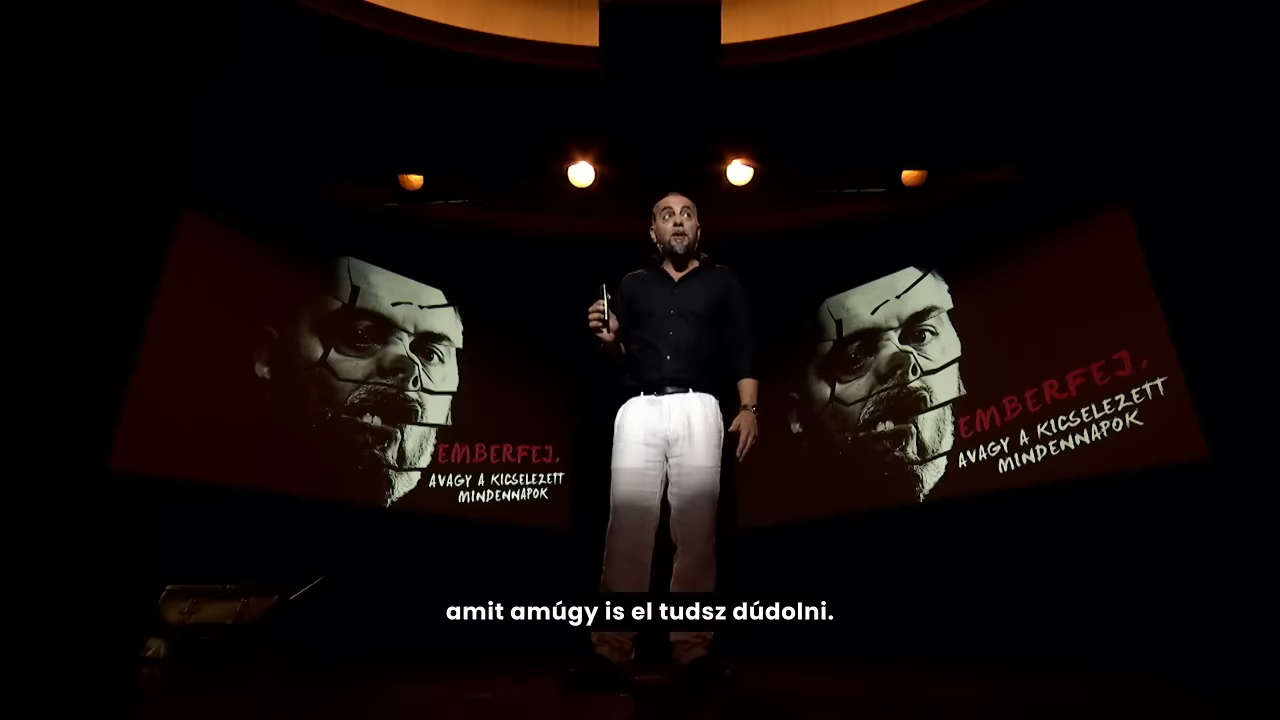 EMBERFEJ,
AVAGY A KICSELEZETT
MINDENNAPOK
EMBERFEJ,
AVAGY A KICSELEZETT
MINDENNAPOK
amit amúgy is el tudsz dúdolni.